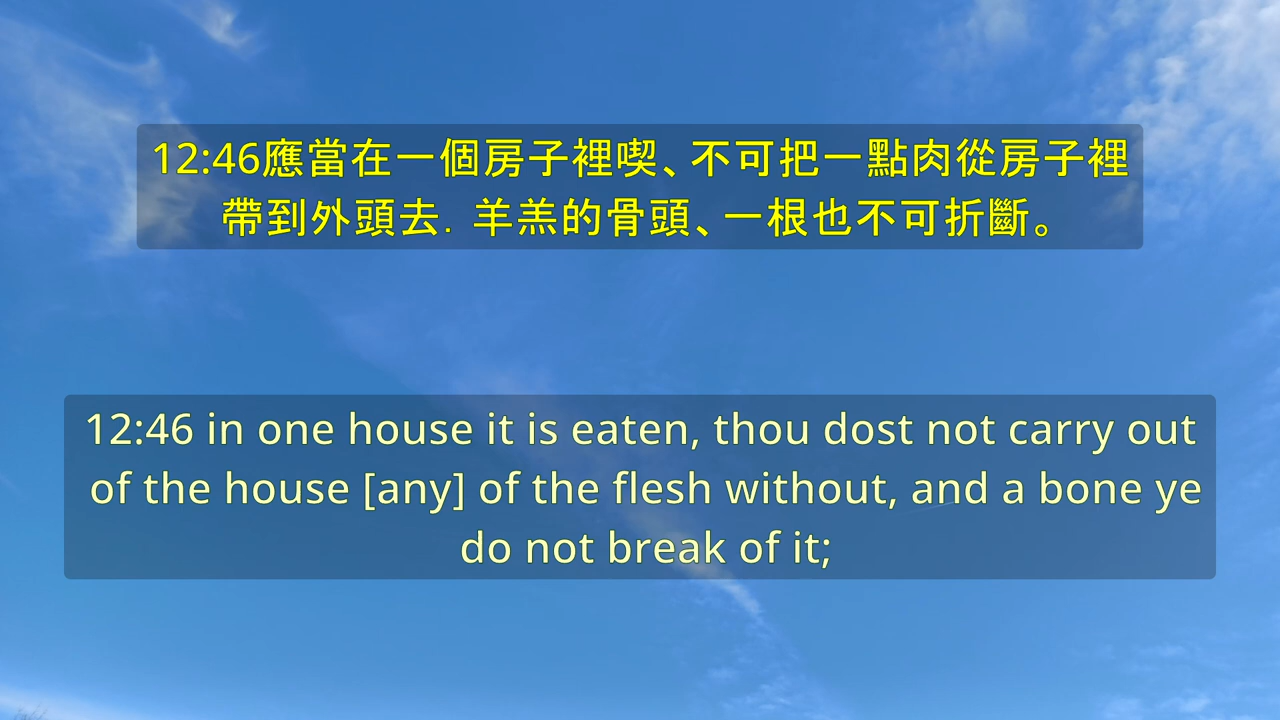 12:46應當在一個房子裡喫、不可把一點肉從房子裡
帶到外頭去. 羊羔的骨頭、一根也不可折斷。
12:46 in one house it is eaten, thou dost not carry out
of the house [any] of the flesh without, and a bone ye
do not break of it;